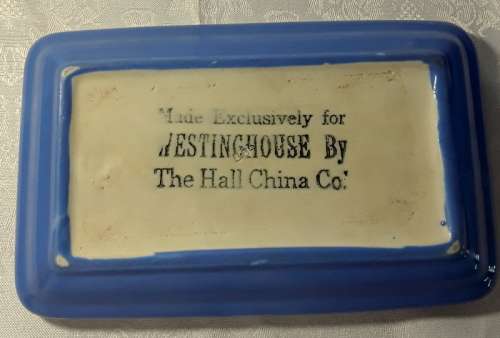 Made Exclusively for
WESTINGHOUSE By
The Hall China Co.